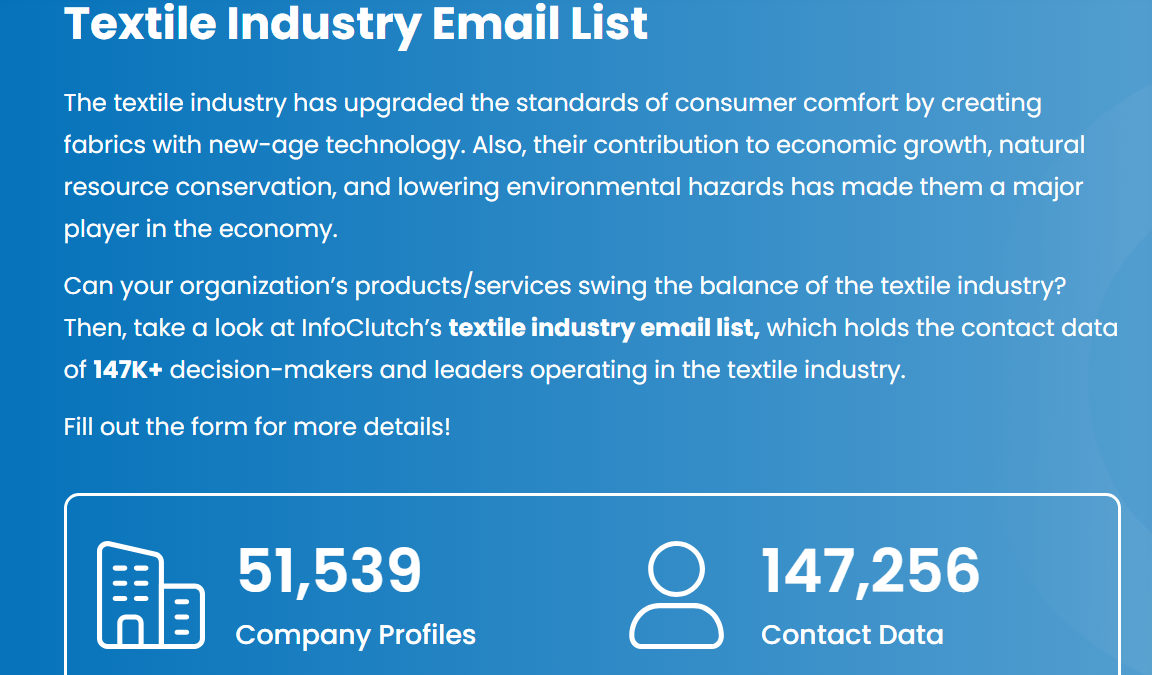 Textile Industry Email List
The textile industry has upgraded the standards of consumer comfort by creating
fabrics with new-age technology. Also, their contribution to economic growth, natural
resource conservation, and lowering environmental hazards has made them a major
player in the economy.
Can your organization’s products/services swing the balance of the textile industry?
Then, take a look at InfoClutch’s textile industry email list, which holds the contact data
of 147K+ decision-makers and leaders operating in the textile industry.
Fill out the form for more details!
51,539
Company Profiles
147,256
Contact Data